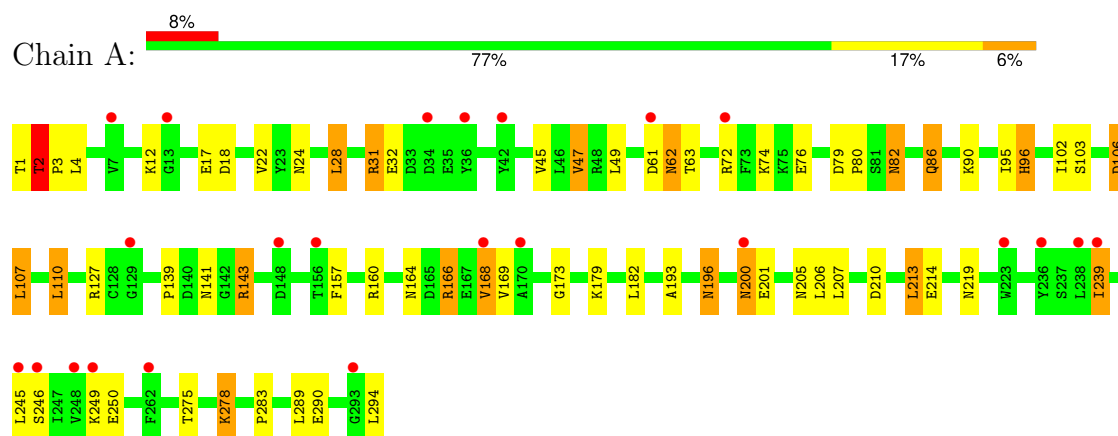 8%
Chain A:
77% 17% 6%
T1 T2 P3 L4 V7 K12 G13 E17 D18 V22 Y23 N24 L28 R31 E32 D33 D34 E35 Y36 Y42 V45 L46 V47 R48 L49 D61 N62 T63 R72 F73 K74 K75 E76 D79 P80 S81 N82 Q86 K90 I95 H96 I102 S103
L107 L110 R127 C128 G129 P139 D140 N141 G142 R143 D148 T156 F157 R160 N164 D165 R166 E167 V168 V169 A170 G173 K179 L182 A193 N196 N200 E201 N205 L206 L207 D210 L213 E214 N219 W223 Y236 S237 L238 I239
L245 S246 I247 V248 K249 E250 F262 T275 K278 P283 L289 E290 G293 L294